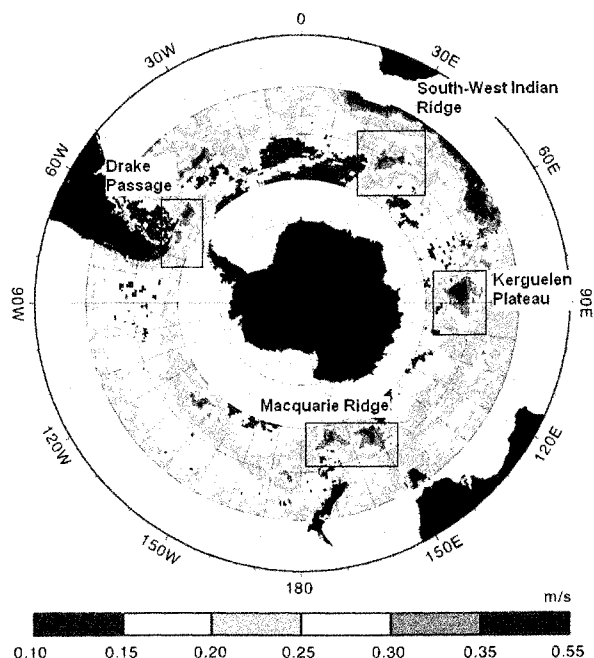 0
30W
30E
South-West Indian
Ridge
60W
Drake
Passage
60E
90W
Kerguelen
Plateau
90E
Macquarie Ridge
120W
120E
150W
150E
180
m/s
0.10 0.15 0.20 0.25 0.30 0.35 0.55